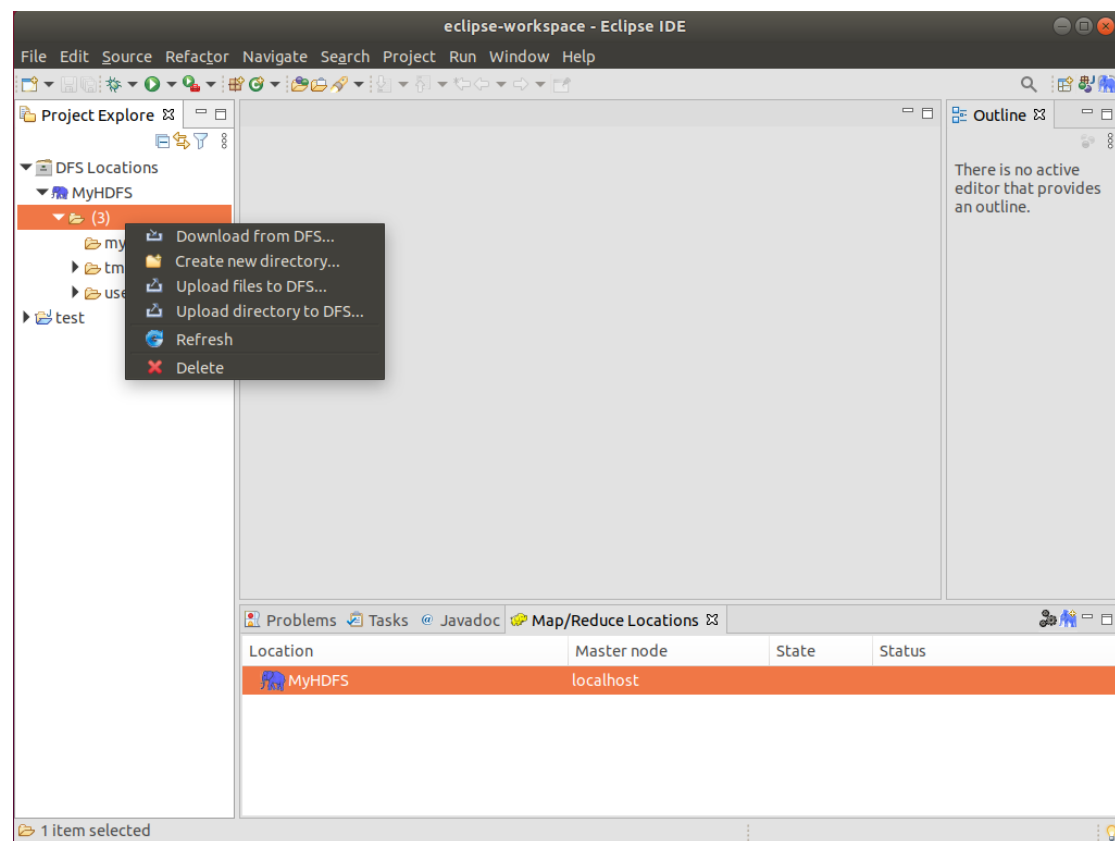 eclipse-workspace - Eclipse IDE
File Edit Source Refactor Navigate Search Project Run Window Help
Project Explore
Outline
DFS Locations
MyHDFS
(3)
my
tm
use
test
Download from DFS...
Create new directory...
Upload files to DFS...
Upload directory to DFS...
Refresh
Delete
There is no active
editor that provides
an outline.
Problems Tasks @ Javadoc Map/Reduce Locations
Location Master node State Status
MyHDFS localhost
1 item selected